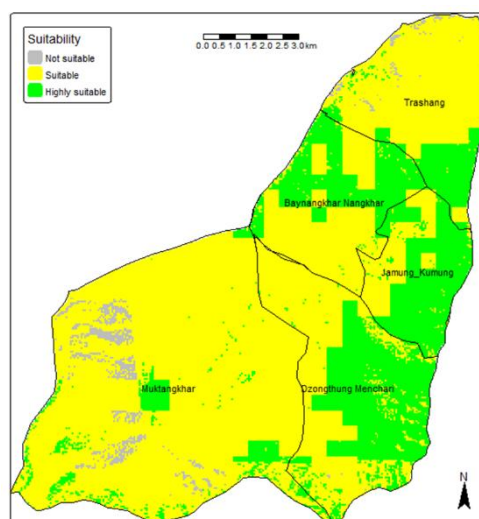 Suitability
Not suitable
Suitable
Highly suitable
0.0 0.5 1.0 1.5 2.0 2.5 3.0 km
Trashang
Baynangkhar Nangkhar
Jamung_Kumung
Muktangkhar
Dzongthung Menchari
N